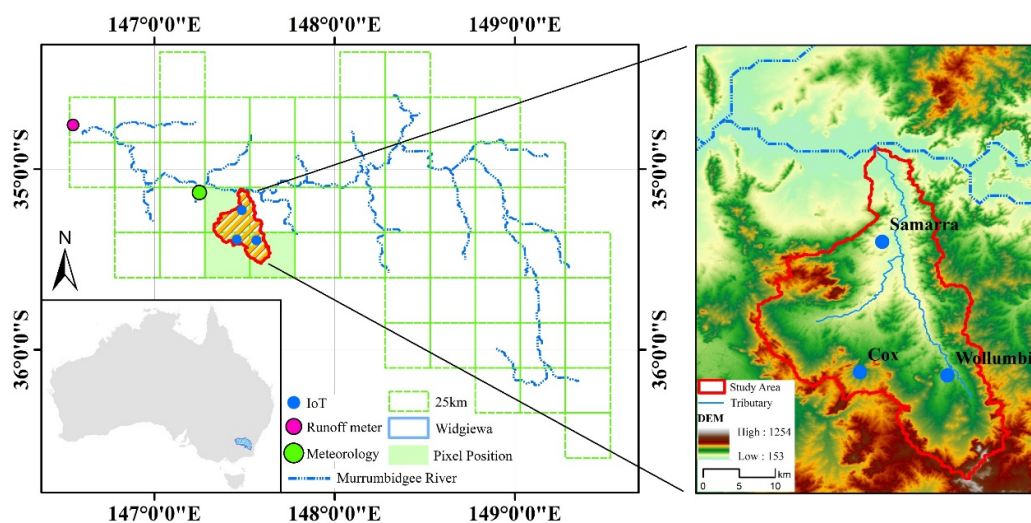 147°0'0"E
148°0'0"E
149°0'0"E
35°0'0"S
36°0'0"S
35°0'0"S
36°0'0"S
N
IoT
Runoff meter
Meteorology
Murrumbidgee River
25km
Widgiewa
Pixel Position
147°0'0"E
148°0'0"E
149°0'0"E
Samarra
Cox
Wollumbi
Study Area
Tributary
DEM
High : 1254
Low : 153
0 5 10
km